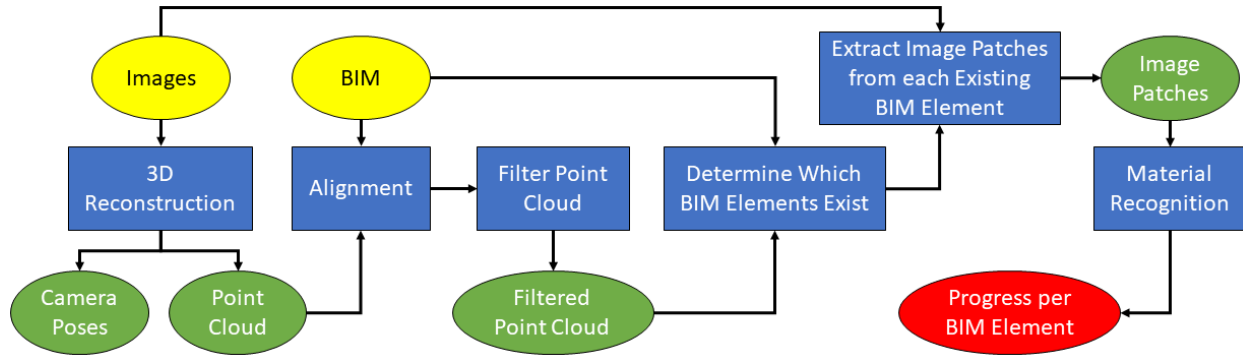 Images
BIM
Extract Image Patches
from each Existing
BIM Element
Image
Patches
3D
Reconstruction
Alignment
Filter Point
Cloud
Determine Which
BIM Elements Exist
Material
Recognition
Camera
Poses
Point
Cloud
Filtered
Point Cloud
Progress per
BIM Element